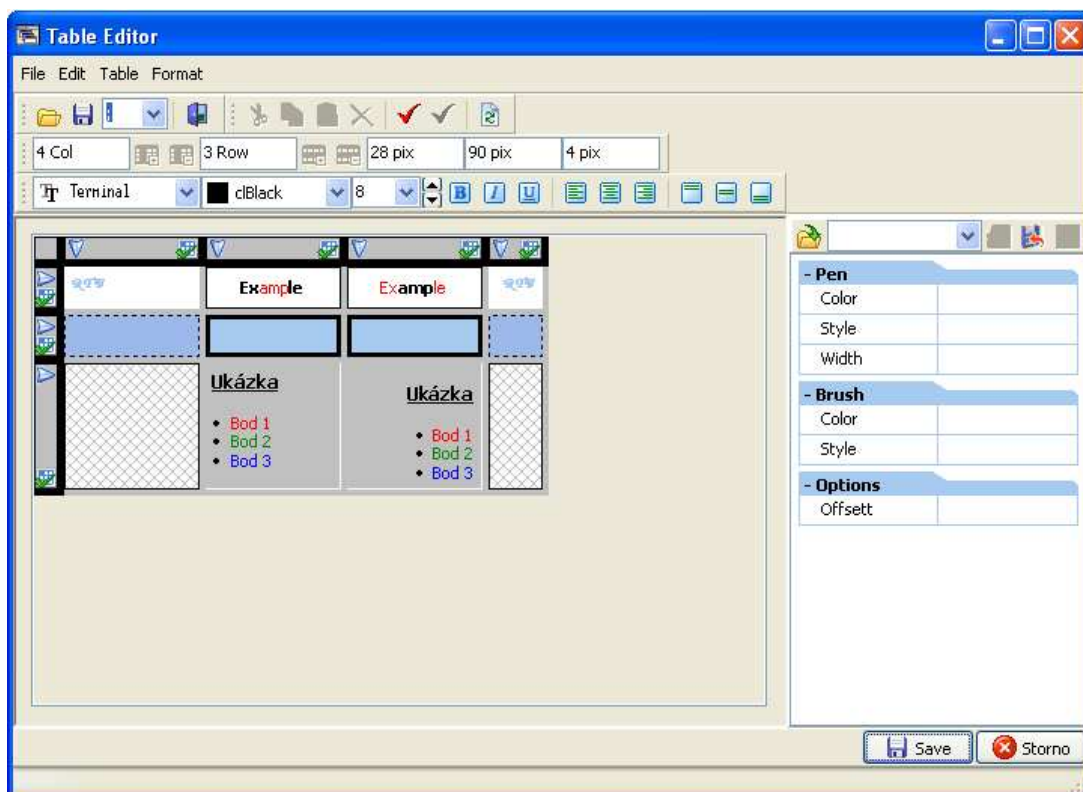 Table Editor
File Edit Table Format
4 Col 3 Row 28 pix 90 pix 4 pix
Terminal clBlack 8 B I U
Example Example
Ukázka
Bod 1
Bod 2
Bod 3
Ukázka
Bod 1
Bod 2
Bod 3
- Pen
Color
Style
Width
- Brush
Color
Style
- Options
Offsett
Save Storno